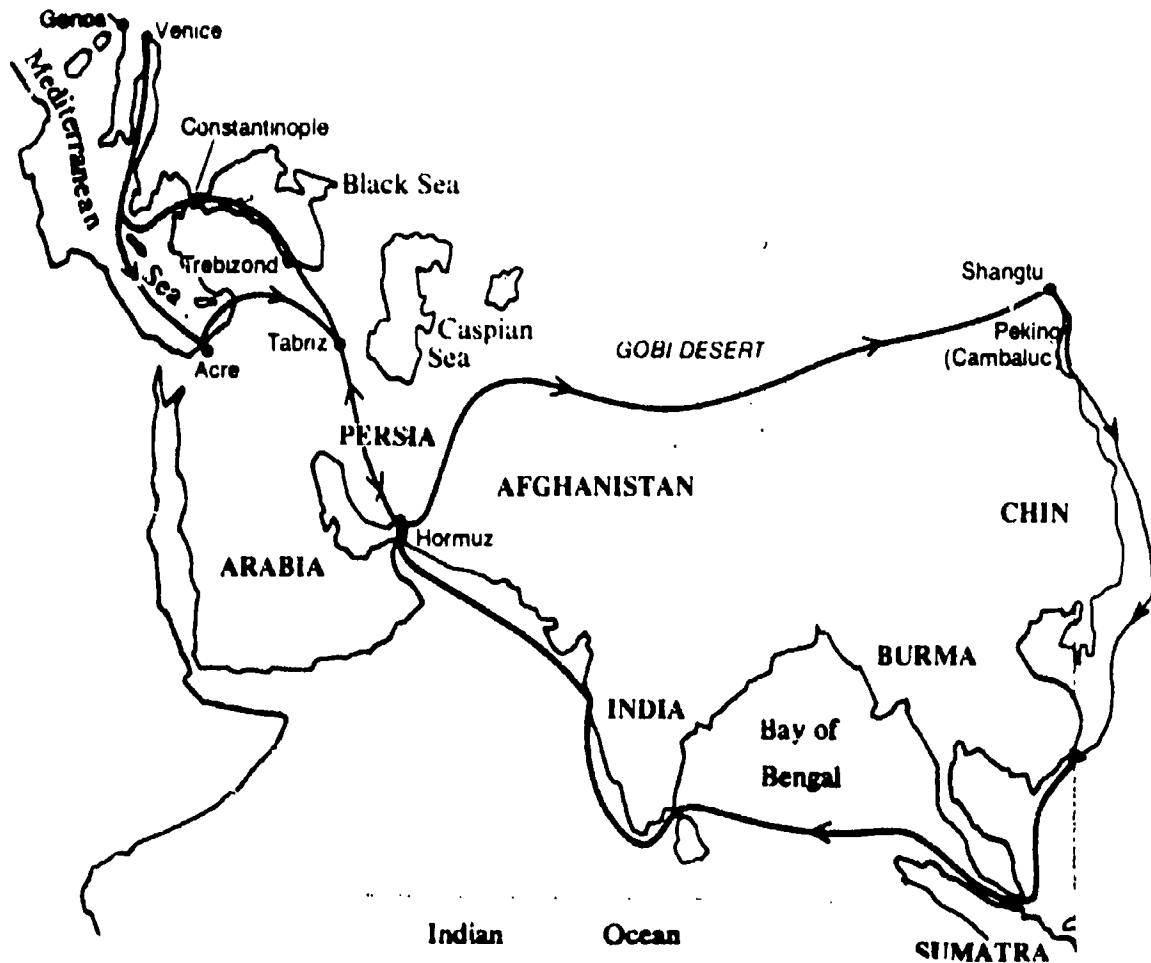 Genoa
Venice
Mediterranean
Sea
Constantinople
Black Sea
Trebizond
Caspian
Sea
Shangtu
Tabriz
Acre
GOBI DESERT
Peking
(Cambaluc)
PERSIA
AFGHANISTAN
CHIN
Hormuz
ARABIA
BURMA
INDIA
Bay of
Bengal
Indian Ocean
SUMATRA